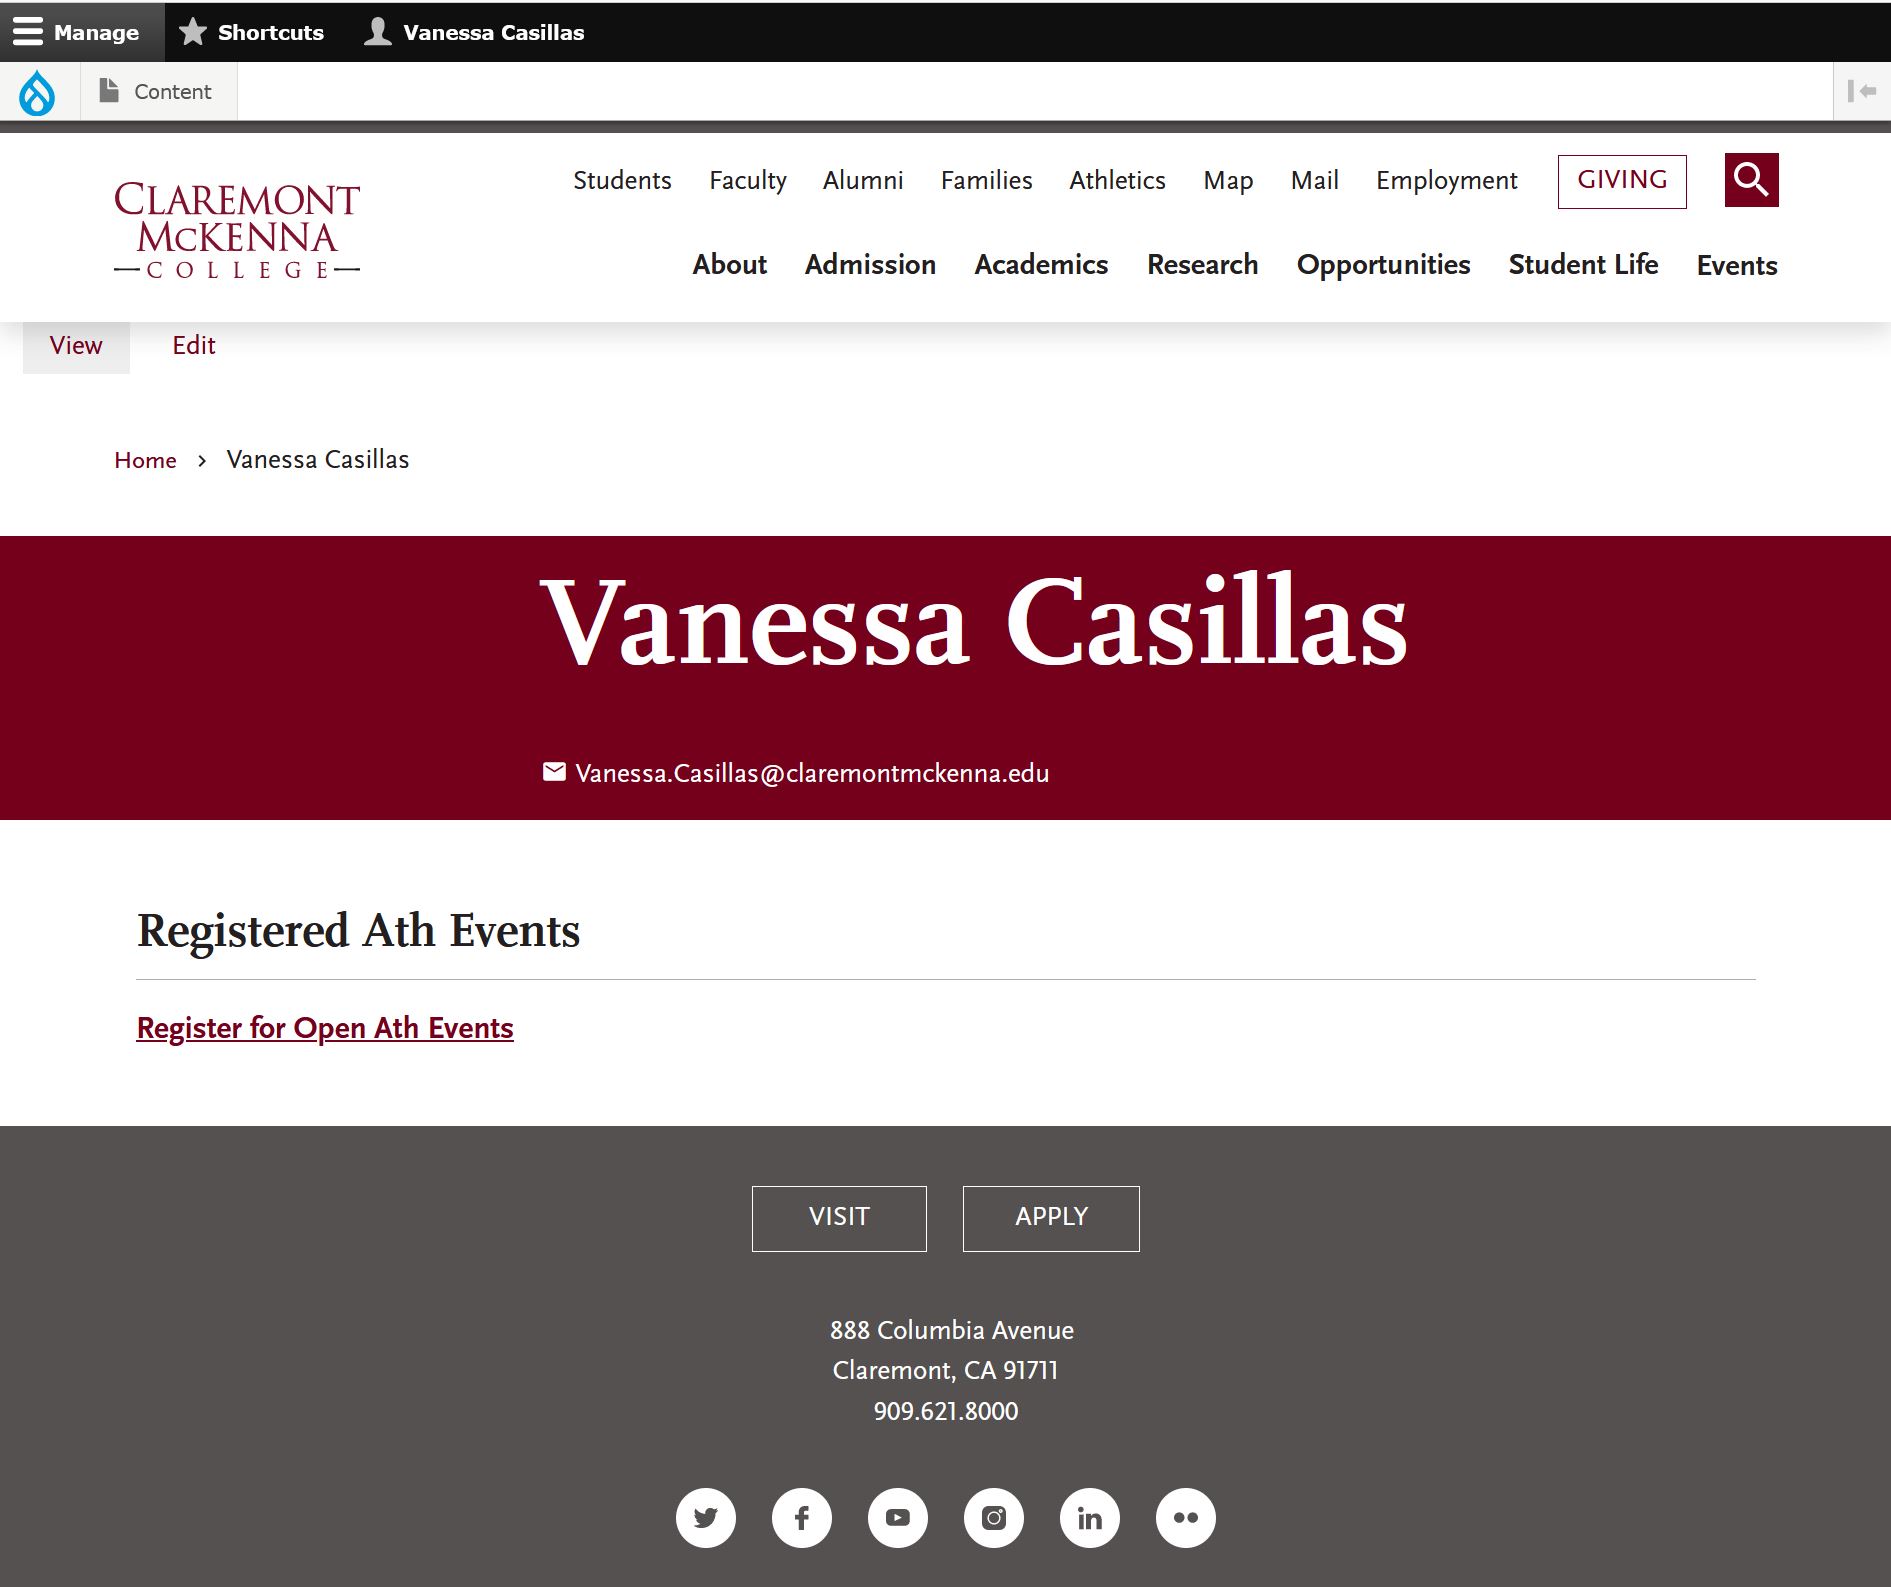 Manage Shortcuts Vanessa Casillas
Content
CLAREMONT
MCKENNA
COLLEGE
Students Faculty Alumni Families Athletics Map Mail Employment GIVING
About Admission Academics Research Opportunities Student Life Events
View Edit
Home › Vanessa Casillas
Vanessa Casillas
Vanessa.Casillas@claremontmckenna.edu
Registered Ath Events
Register for Open Ath Events
VISIT APPLY
888 Columbia Avenue
Claremont, CA 91711
909.621.8000